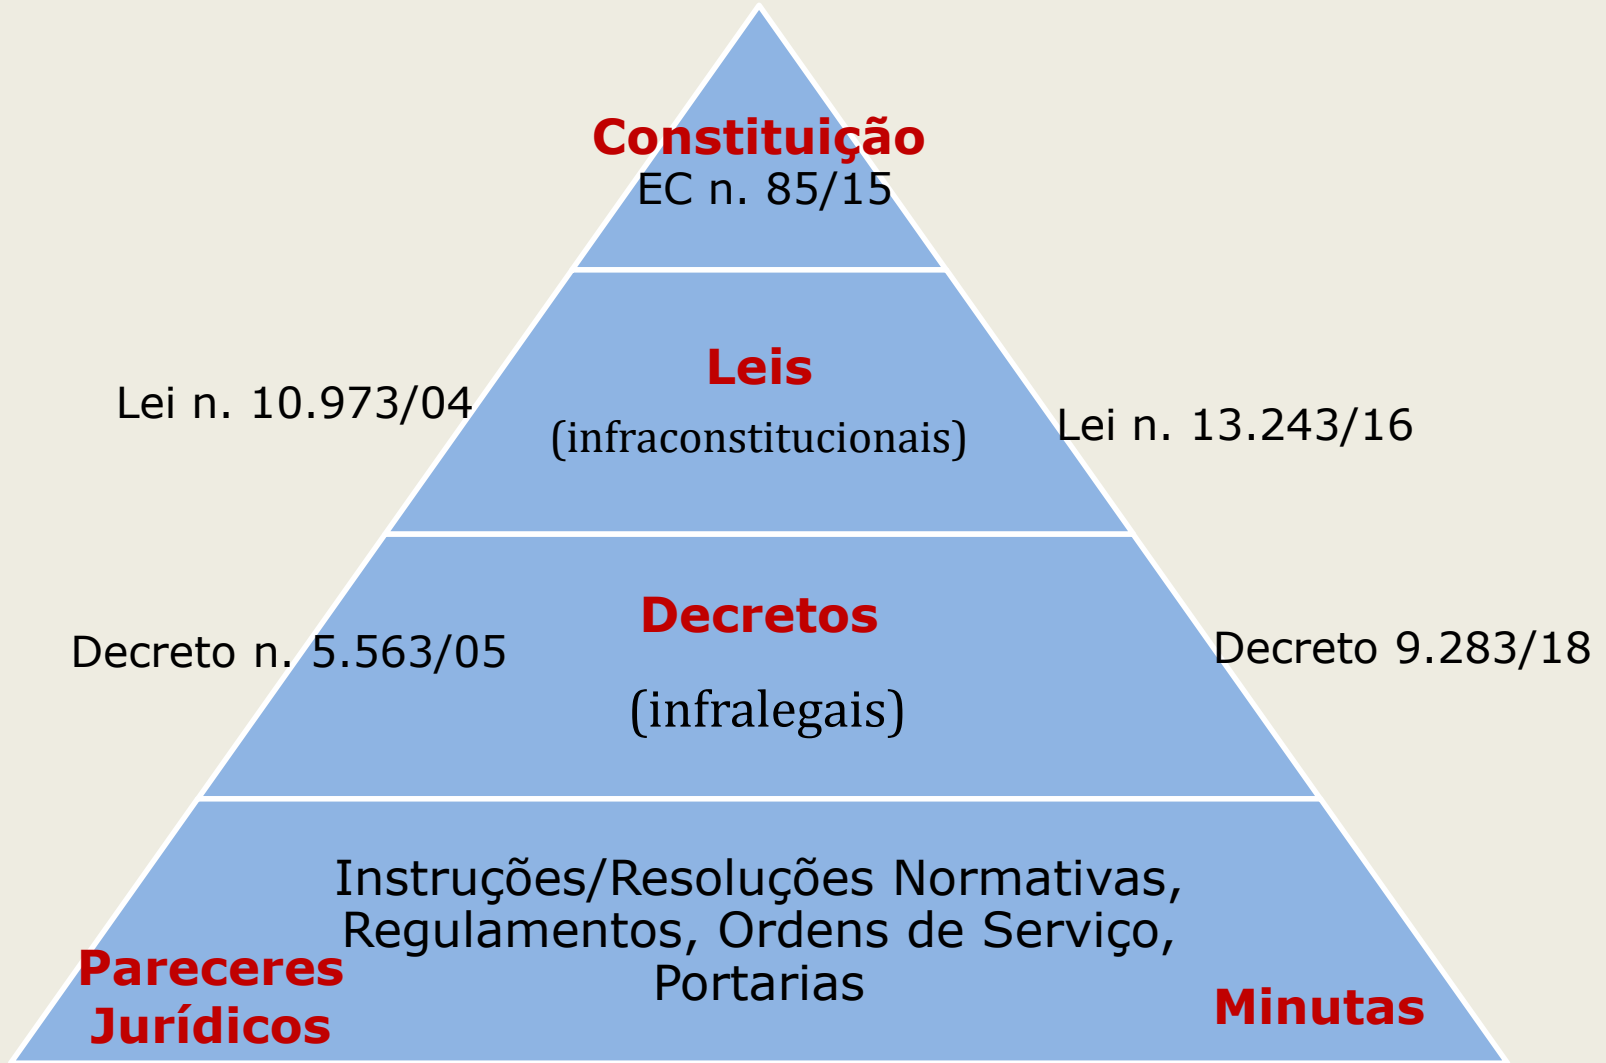 Constituição
EC n. 85/15
Leis
(infraconstitucionais)
Lei n. 10.973/04
Lei n. 13.243/16
Decretos
(infralegais)
Decreto n. 5.563/05
Decreto 9.283/18
Instruções/Resoluções Normativas,
Regulamentos, Ordens de Serviço,
Portarias
Pareceres
Jurídicos
Minutas